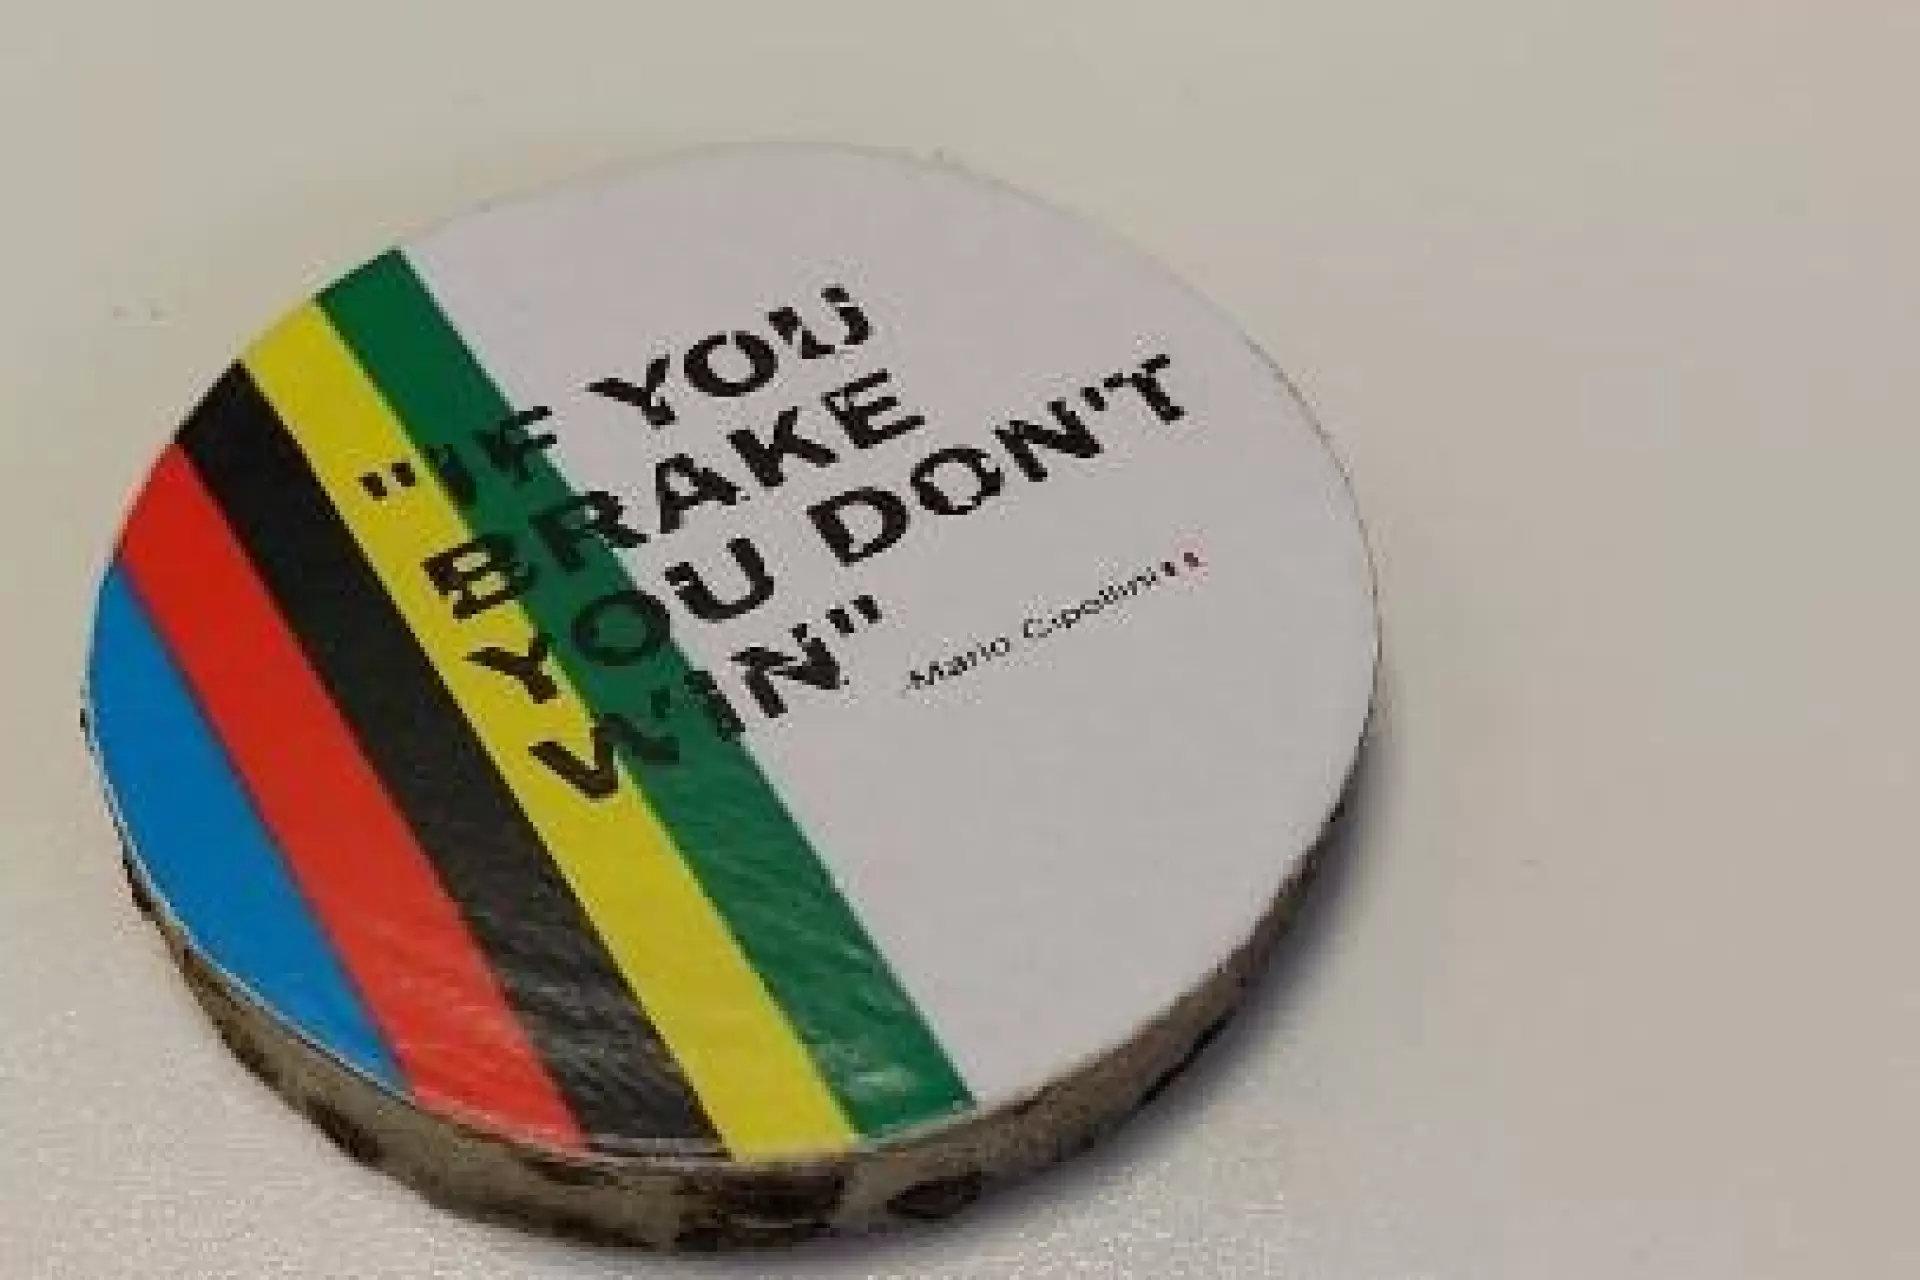 "IF YOU
BRAKE
YOU DON'T
WIN"
Mario Cipollini